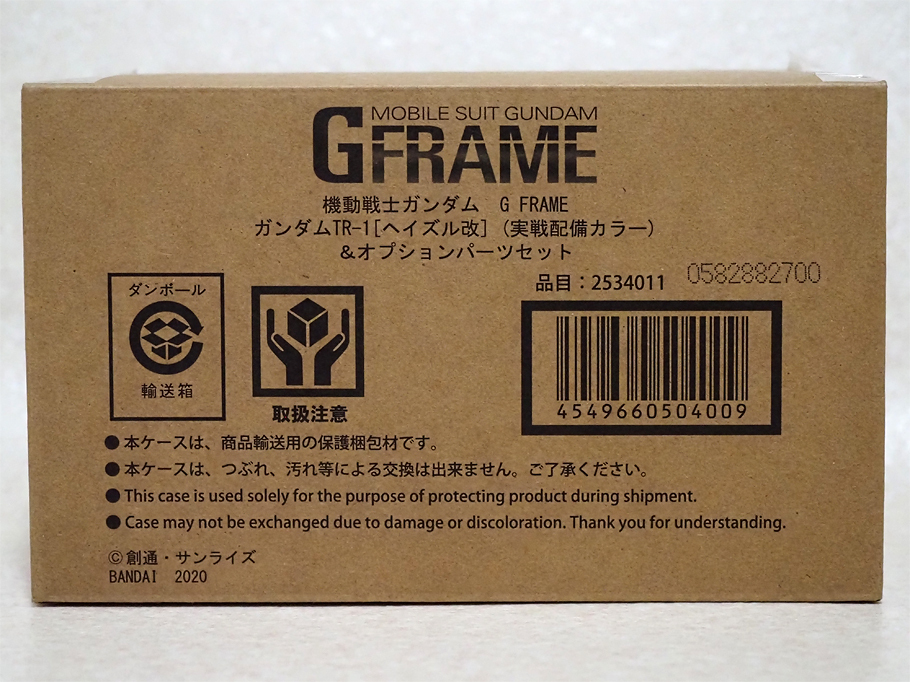 MOBILE SUIT GUNDAM
G FRAME
機動戦士ガンダム G FRAME
ガンダムTR-1[ヘイズル改]（実戦配備カラー）
&オプションパーツセット
品目：2534011
0582882700
ダンボール
輸送箱
取扱注意
4549660504009
●本ケースは、商品輸送用の保護梱包材です。
●本ケースは、つぶれ、汚れ等による交換は出来ません。ご了承ください。
●This case is used solely for the purpose of protecting product during shipment.
●Case may not be exchanged due to damage or discoloration. Thank you for understanding.
©創通・サンライズ
BANDAI 2020